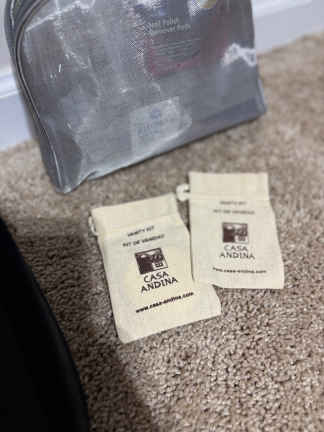 Nail Polish
Remover Pads
VANITY KIT
KIT DE VANIDAD
CASA
ANDINA
www.casa-andina.com
VANITY KIT
KIT DE VANIDAD
CASA
ANDINA
www.casa-andina.com